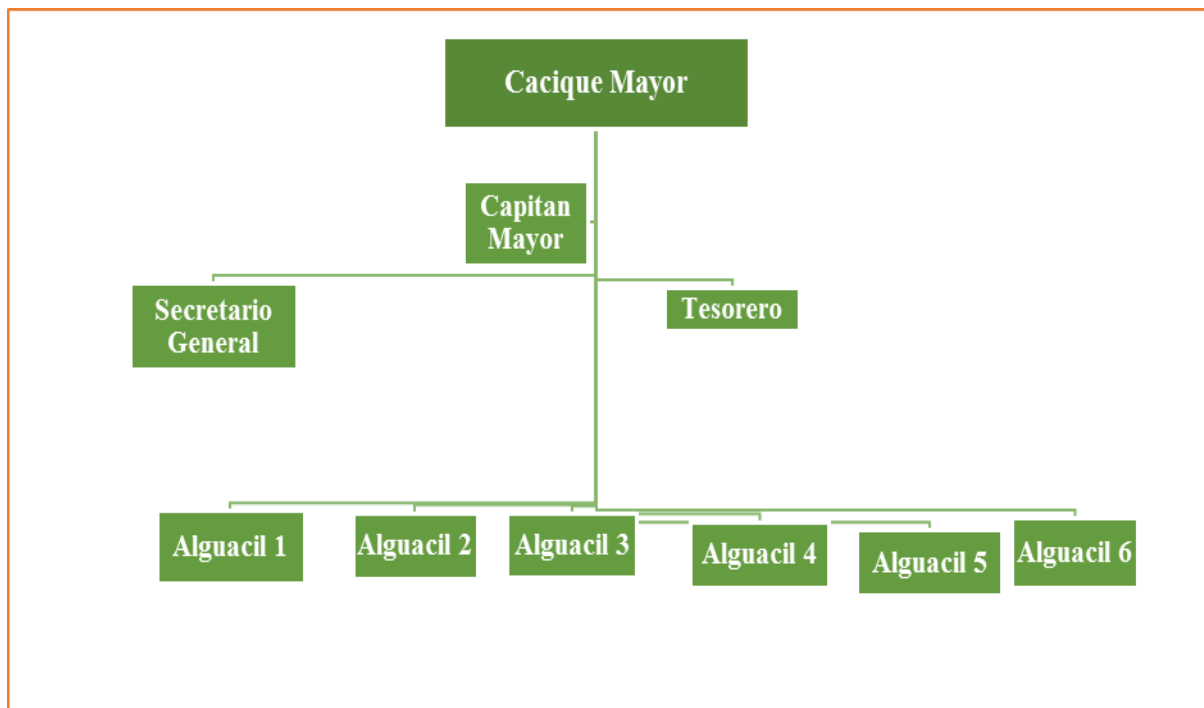 Cacique Mayor
Capitan
Mayor
Secretario
General
Tesorero
Alguacil 1
Alguacil 2
Alguacil 3
Alguacil 4
Alguacil 5
Alguacil 6